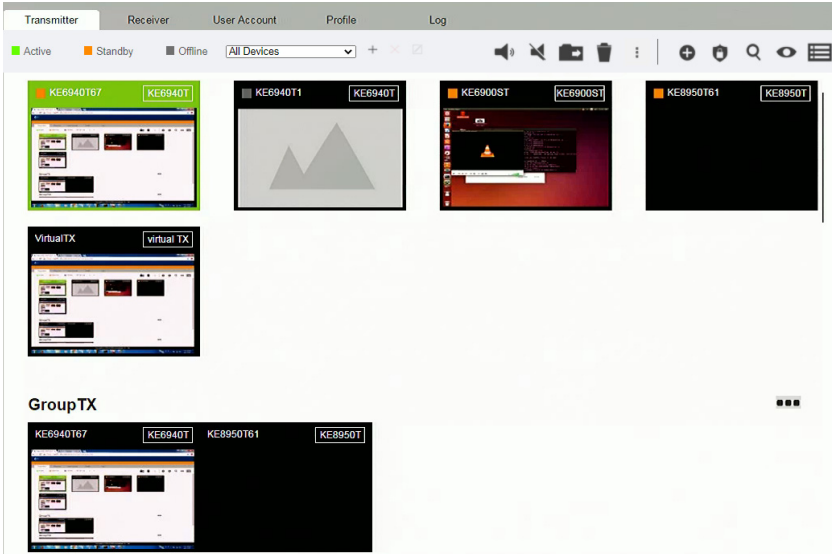 Transmitter Receiver User Account Profile Log
Active Standby Offline All Devices
KE6940T67 KE6940T KE6940T1 KE6940T KE6900ST KE6900ST KE8950T61 KE8950T
VirtualTX virtual TX
GroupTX
KE6940T67 KE6940T KE8950T61 KE8950T